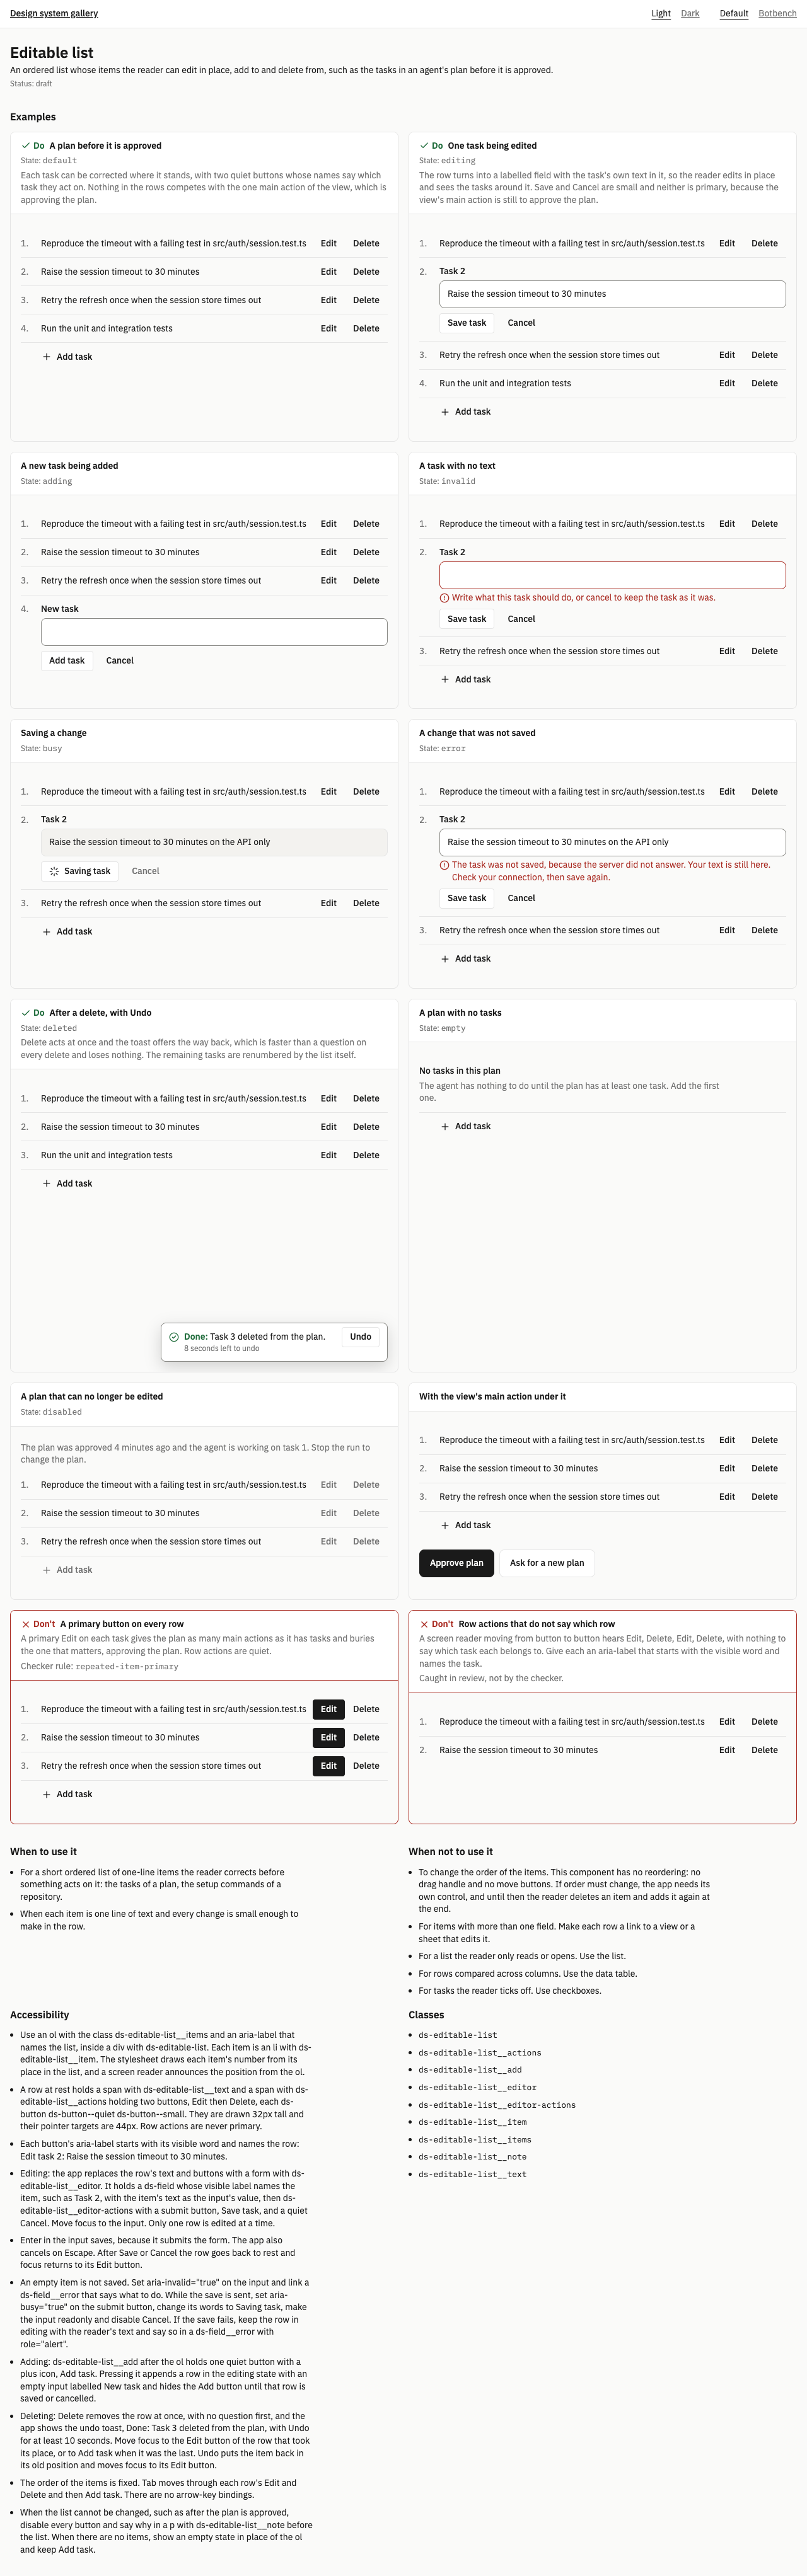 Design system gallery
Light Dark Default Botbench
Editable list
An ordered list whose items the reader can edit in place, add to and delete from, such as the tasks in an agent's plan before it is approved.
Status: draft
Examples
Do A plan before it is approved
State: default
Each task can be corrected where it stands, with two quiet buttons whose names say which
task they act on. Nothing in the rows competes with the one main action of the view, which is
approving the plan.
1. Reproduce the timeout with a failing test in src/auth/session.test.ts Edit Delete
2. Raise the session timeout to 30 minutes Edit Delete
3. Retry the refresh once when the session store times out Edit Delete
4. Run the unit and integration tests Edit Delete
Add task
Do One task being edited
State: editing
The row turns into a labelled field with the task's own text in it, so the reader edits in place
and sees the tasks around it. Save and Cancel are small and neither is primary, because the
view's main action is still to approve the plan.
1. Reproduce the timeout with a failing test in src/auth/session.test.ts Edit Delete
2. Task 2
Raise the session timeout to 30 minutes
Save task Cancel
3. Retry the refresh once when the session store times out Edit Delete
4. Run the unit and integration tests Edit Delete
Add task
A new task being added
State: adding
1. Reproduce the timeout with a failing test in src/auth/session.test.ts Edit Delete
2. Raise the session timeout to 30 minutes Edit Delete
3. Retry the refresh once when the session store times out Edit Delete
4. New task
Add task Cancel
A task with no text
State: invalid
1. Reproduce the timeout with a failing test in src/auth/session.test.ts Edit Delete
2. Task 2
Write what this task should do, or cancel to keep the task as it was.
Save task Cancel
3. Retry the refresh once when the session store times out Edit Delete
Add task
Saving a change
State: busy
1. Reproduce the timeout with a failing test in src/auth/session.test.ts Edit Delete
2. Task 2
Raise the session timeout to 30 minutes on the API only
Saving task Cancel
3. Retry the refresh once when the session store times out Edit Delete
Add task
A change that was not saved
State: error
1. Reproduce the timeout with a failing test in src/auth/session.test.ts Edit Delete
2. Task 2
Raise the session timeout to 30 minutes on the API only
The task was not saved, because the server did not answer. Your text is still here.
Check your connection, then save again.
Save task Cancel
3. Retry the refresh once when the session store times out Edit Delete
Add task
Do After a delete, with Undo
State: deleted
Delete acts at once and the toast offers the way back, which is faster than a question on
every delete and loses nothing. The remaining tasks are renumbered by the list itself.
1. Reproduce the timeout with a failing test in src/auth/session.test.ts Edit Delete
2. Raise the session timeout to 30 minutes Edit Delete
3. Run the unit and integration tests Edit Delete
Add task
Done: Task 3 deleted from the plan. Undo
8 seconds left to undo
A plan with no tasks
State: empty
No tasks in this plan
The agent has nothing to do until the plan has at least one task. Add the first
one.
Add task
A plan that can no longer be edited
State: disabled
The plan was approved 4 minutes ago and the agent is working on task 1. Stop the run to
change the plan.
1. Reproduce the timeout with a failing test in src/auth/session.test.ts Edit Delete
2. Raise the session timeout to 30 minutes Edit Delete
3. Retry the refresh once when the session store times out Edit Delete
Add task
With the view's main action under it
1. Reproduce the timeout with a failing test in src/auth/session.test.ts Edit Delete
2. Raise the session timeout to 30 minutes Edit Delete
3. Retry the refresh once when the session store times out Edit Delete
Add task
Approve plan Ask for a new plan
Don't A primary button on every row
A primary Edit on each task gives the plan as many main actions as it has tasks and buries
the one that matters, approving the plan. Row actions are quiet.
Checker rule: repeated-item-primary
1. Reproduce the timeout with a failing test in src/auth/session.test.ts Edit Delete
2. Raise the session timeout to 30 minutes Edit Delete
3. Retry the refresh once when the session store times out Edit Delete
Add task
Don't Row actions that do not say which row
A screen reader moving from button to button hears Edit, Delete, Edit, Delete, with nothing to
say which task each belongs to. Give each an aria-label that starts with the visible word and
names the task.
Caught in review, not by the checker.
1. Reproduce the timeout with a failing test in src/auth/session.test.ts Edit Delete
2. Raise the session timeout to 30 minutes Edit Delete
When to use it
For a short ordered list of one-line items the reader corrects before
something acts on it: the tasks of a plan, the setup commands of a
repository.
When each item is one line of text and every change is small enough to
make in the row.
When not to use it
To change the order of the items. This component has no reordering: no
drag handle and no move buttons. If order must change, the app needs its
own control, and until then the reader deletes an item and adds it again at
the end.
For items with more than one field. Make each row a link to a view or a
sheet that edits it.
For a list the reader only reads or opens. Use the list.
For rows compared across columns. Use the data table.
For tasks the reader ticks off. Use checkboxes.
Accessibility
Use an ol with the class ds-editable-list__items and an aria-label that
names the list, inside a div with ds-editable-list. Each item is an li with ds-
editable-list__item. The stylesheet draws each item's number from its
place in the list, and a screen reader announces the position from the ol.
A row at rest holds a span with ds-editable-list__text and a span with ds-
editable-list__actions holding two buttons, Edit then Delete, each ds-
button ds-button--quiet ds-button--small. They are drawn 32px tall and
their pointer targets are 44px. Row actions are never primary.
Each button's aria-label starts with its visible word and names the row:
Edit task 2: Raise the session timeout to 30 minutes.
Editing: the app replaces the row's text and buttons with a form with ds-
editable-list__editor. It holds a ds-field whose visible label names the
item, such as Task 2, with the item's text as the input's value, then ds-
editable-list__editor-actions with a submit button, Save task, and a quiet
Cancel. Move focus to the input. Only one row is edited at a time.
Enter in the input saves, because it submits the form. The app also
cancels on Escape. After Save or Cancel the row goes back to rest and
focus returns to its Edit button.
An empty item is not saved. Set aria-invalid="true" on the input and link a
ds-field__error that says what to do. While the save is sent, set aria-
busy="true" on the submit button, change its words to Saving task, make
the input readonly and disable Cancel. If the save fails, keep the row in
editing with the reader's text and say so in a ds-field__error with
role="alert".
Adding: ds-editable-list__add after the ol holds one quiet button with a
plus icon, Add task. Pressing it appends a row in the editing state with an
empty input labelled New task and hides the Add button until that row is
saved or cancelled.
Deleting: Delete removes the row at once, with no question first, and the
app shows the undo toast, Done: Task 3 deleted from the plan, with Undo
for at least 10 seconds. Move focus to the Edit button of the row that took
its place, or to Add task when it was the last. Undo puts the item back in
its old position and moves focus to its Edit button.
The order of the items is fixed. Tab moves through each row's Edit and
Delete and then Add task. There are no arrow-key bindings.
When the list cannot be changed, such as after the plan is approved,
disable every button and say why in a p with ds-editable-list__note before
the list. When there are no items, show an empty state in place of the ol
and keep Add task.
Classes
ds-editable-list
ds-editable-list__actions
ds-editable-list__add
ds-editable-list__editor
ds-editable-list__editor-actions
ds-editable-list__item
ds-editable-list__items
ds-editable-list__note
ds-editable-list__text